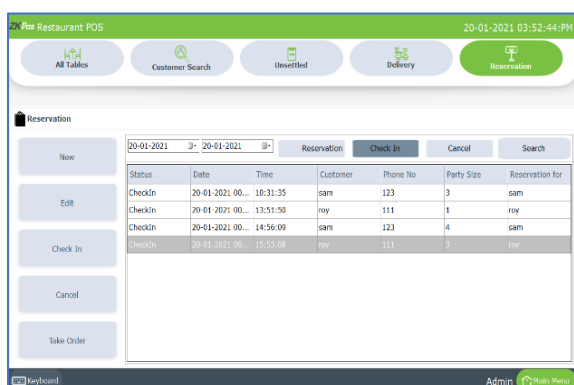 ZKPos Restaurant POS 20-01-2021 03:52:44:PM
All Tables Customer Search Unsettled Delivery Reservation
Reservation
New
Edit
Check In
Cancel
Take Order
20-01-2021 20-01-2021 Reservation Check In Cancel Search
Status Date Time Customer Phone No Party Size Reservation for
CheckIn 20-01-2021 00... 10:31:35 sam 123 3 sam
CheckIn 20-01-2021 00... 13:51:50 roy 111 1 roy
CheckIn 20-01-2021 00... 14:56:09 sam 123 4 sam
CheckIn 20-01-2021 00... 15:55:08 roy 111 3 roy
Keyboard Admin Main Menu